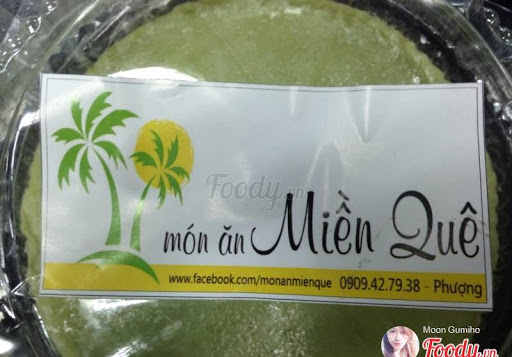 món ăn Miền Quê
Foody.vn
www.facebook.com/monanmienque 0909.42.79.38 - Phượng
Moon Gumiho
Foody.vn